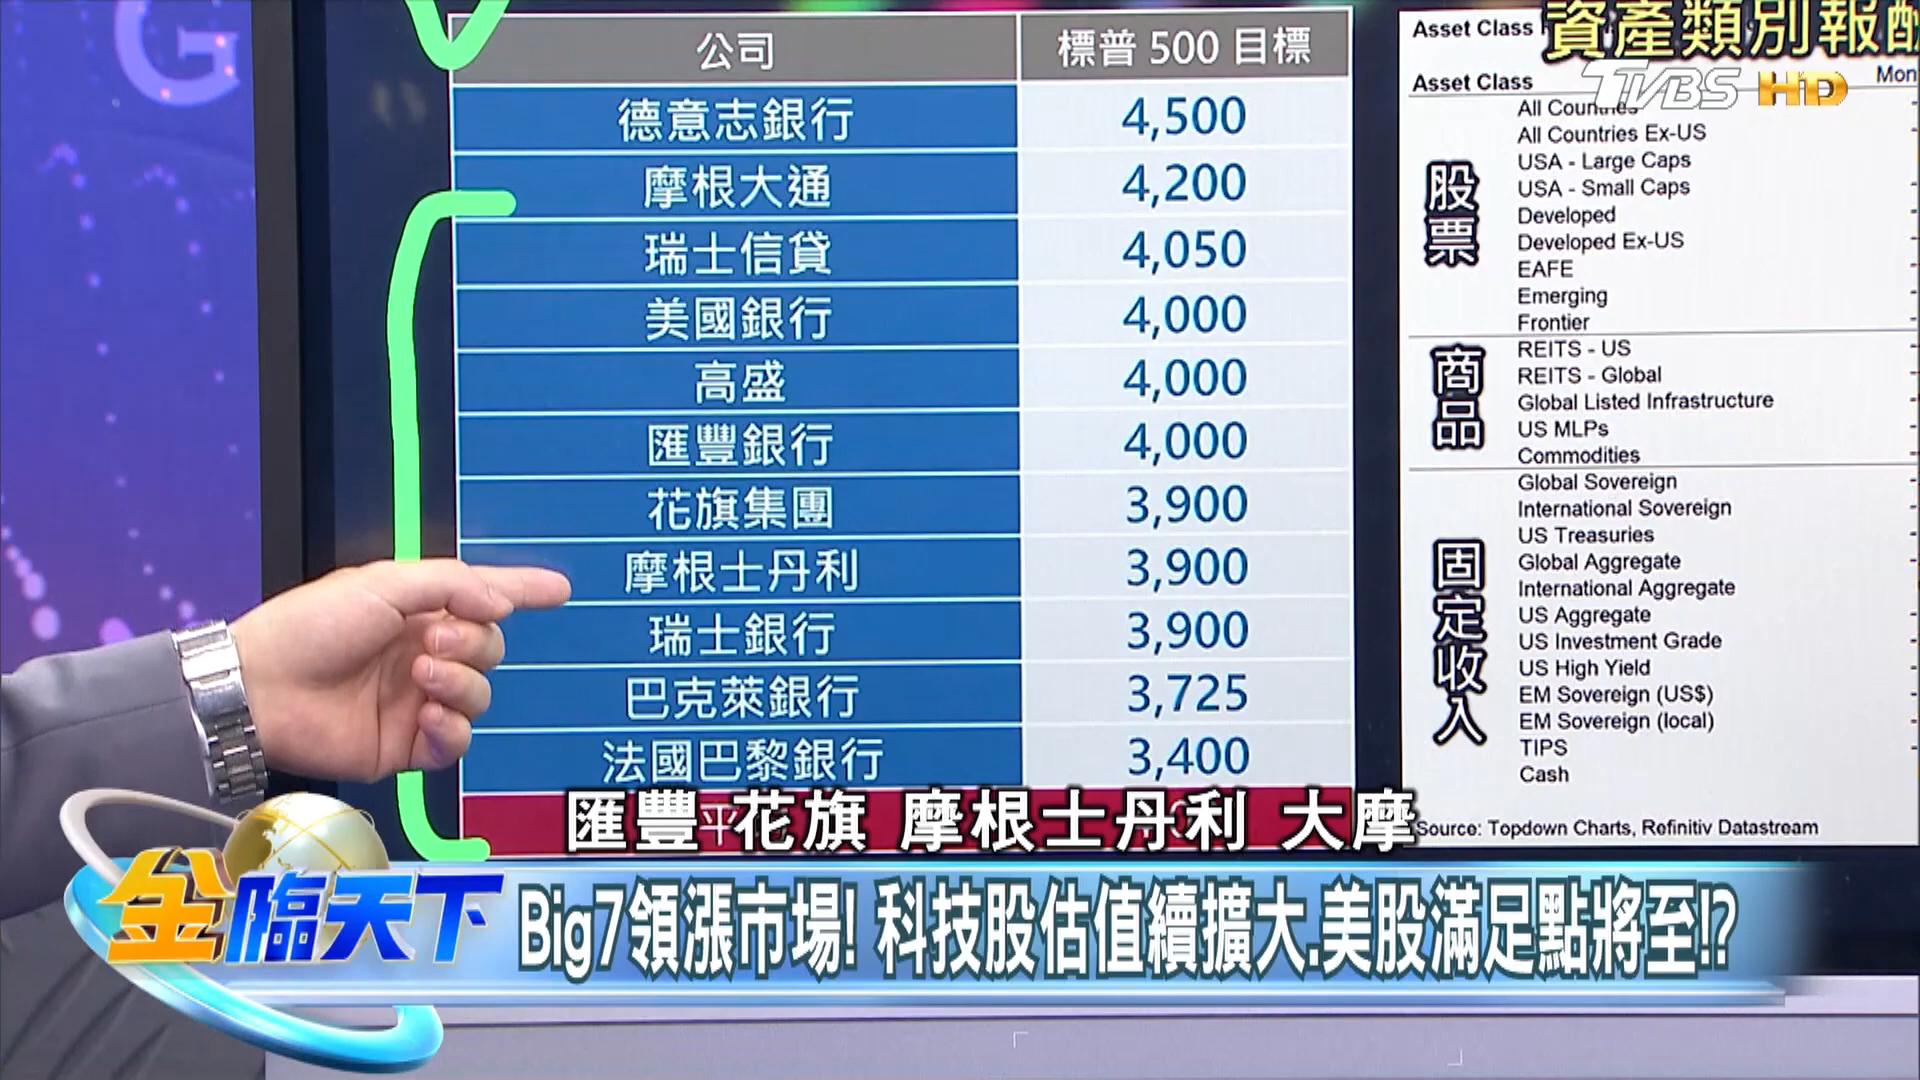 G
公司 標普 500 目標
德意志銀行 4,500
摩根大通 4,200
瑞士信貸 4,050
美國銀行 4,000
高盛 4,000
匯豐銀行 4,000
花旗集團 3,900
摩根士丹利 3,900
瑞士銀行 3,900
巴克萊銀行 3,725
法國巴黎銀行 3,400
平
Asset Class
資產類別報酬
TVBS HD
Asset Class Mon
股票
All Countries
All Countries Ex-US
USA - Large Caps
USA - Small Caps
Developed
Developed Ex-US
EAFE
Emerging
Frontier
商品
REITS - US
REITS - Global
Global Listed Infrastructure
US MLPs
Commodities
固定收入
Global Sovereign
International Sovereign
US Treasuries
Global Aggregate
International Aggregate
US Aggregate
US Investment Grade
US High Yield
EM Sovereign (US$)
EM Sovereign (local)
TIPS
Cash
Source: Topdown Charts, Refinitiv Datastream
匯豐 花旗 摩根士丹利 大摩
金臨天下
Big7領漲市場! 科技股估值續擴大.美股滿足點將至!?